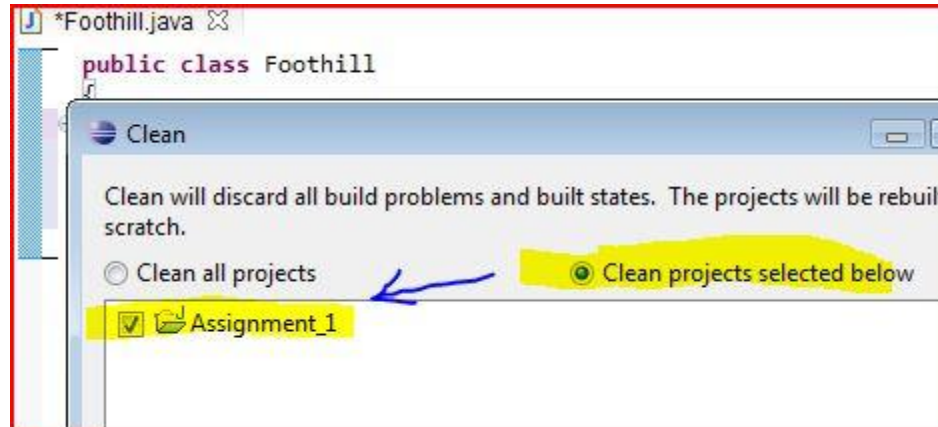 *Foothill.java
public class Foothill
{
Clean
Clean will discard all build problems and built states. The projects will be rebuil
scratch.
Clean all projects
Clean projects selected below
Assignment_1